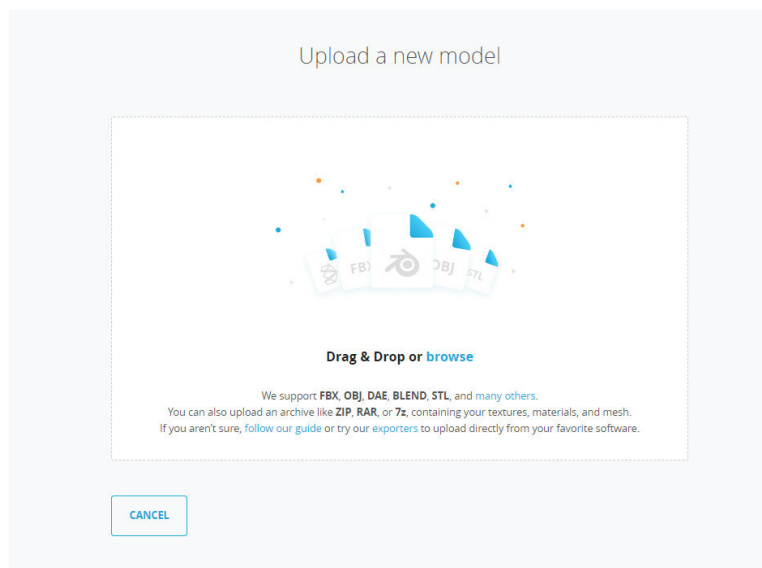 Upload a new model
FBX
OBJ
STL
Drag & Drop or browse
We support FBX, OBJ, DAE, BLEND, STL, and many others.
You can also upload an archive like ZIP, RAR, or 7z, containing your textures, materials, and mesh.
If you aren't sure, follow our guide or try our exporters to upload directly from your favorite software.
CANCEL